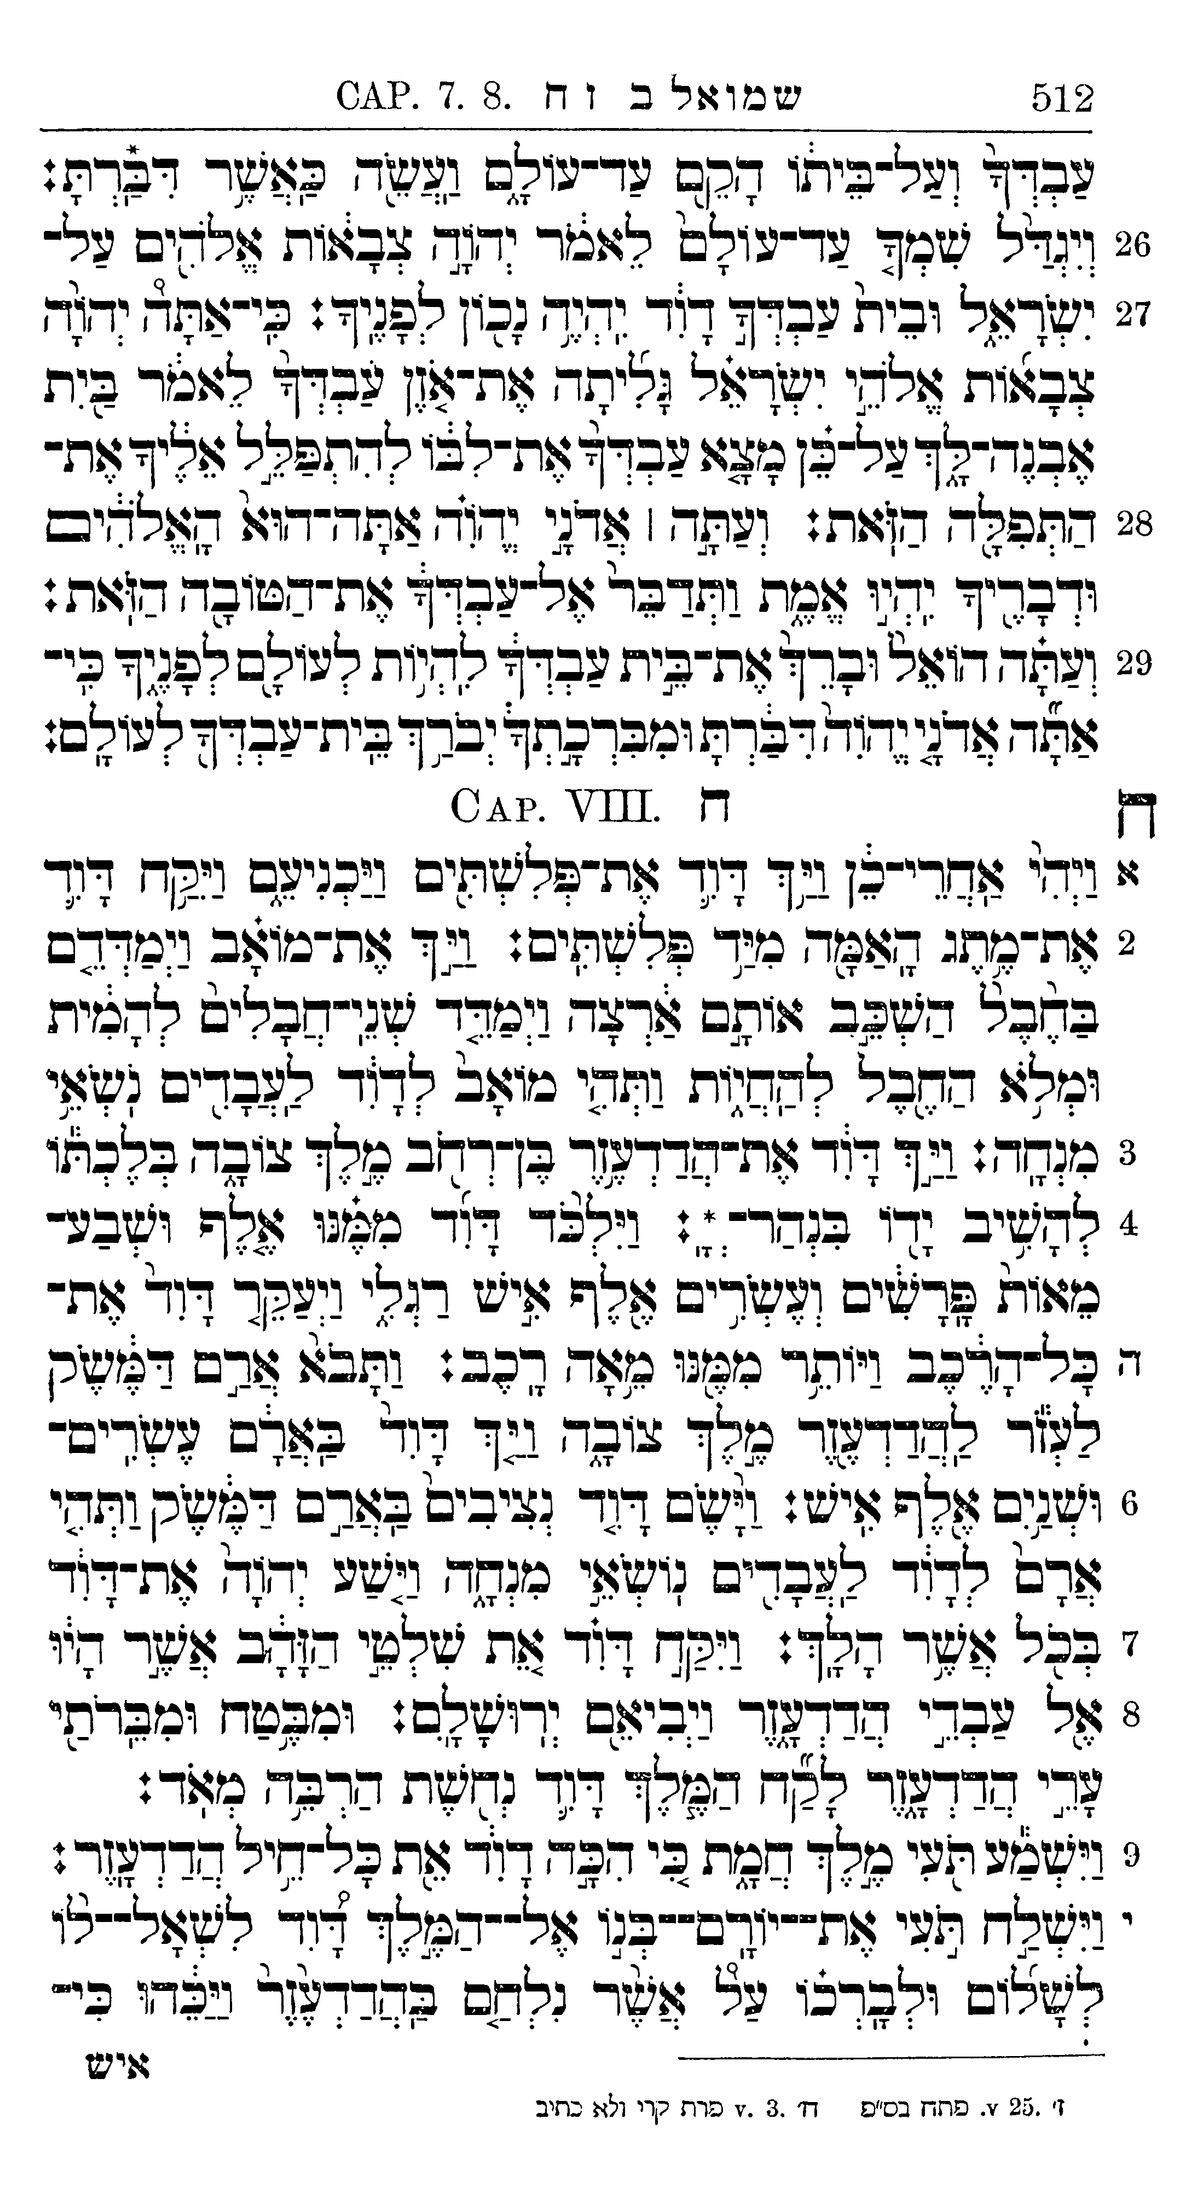 CAP. 7. 8. שמואל ב ז ח 512
עַבְדְּךָ֙ וְעַל־בֵּית֔וֹ הָקֵ֖ם עַד־עוֹלָ֑ם וַעֲשֵׂ֖ה כַּאֲשֶׁ֥ר דִּבַּֽרְתָּ*׃
26 וְיִגְדַּ֨ל שִׁמְךָ֤ עַד־עוֹלָם֙ לֵאמֹ֔ר יְהוָ֣ה צְבָא֔וֹת אֱלֹהִ֖ים עַל־
27 יִשְׂרָאֵ֑ל וּבֵית֙ עַבְדְּךָ֣ דָוִ֔ד יִהְיֶ֥ה נָכ֖וֹן לְפָנֶֽיךָ׃ כִּֽי־אַתָּה֩ יְהוָ֨ה
צְבָא֜וֹת אֱלֹהֵ֣י יִשְׂרָאֵ֗ל גָּלִ֜יתָה אֶת־אֹ֤זֶן עַבְדְּךָ֙ לֵאמֹ֔ר בַּ֖יִת
אֶבְנֶה־לָּ֑ךְ עַל־כֵּ֗ן מָצָ֤א עַבְדְּךָ֙ אֶת־לִבּ֔וֹ לְהִתְפַּלֵּ֣ל אֵלֶ֔יךָ אֶת־
28 הַתְּפִלָּ֖ה הַזֹּֽאת׃ וְעַתָּ֣ה ׀ אֲדֹנָ֣י יֱהוִ֗ה אַתָּה־הוּא֙ הָֽאֱלֹהִ֔ים
וּדְבָרֶ֖יךָ יִהְי֣וּ אֱמֶ֑ת וַתְּדַבֵּר֙ אֶל־עַבְדְּךָ֔ אֶת־הַטּוֹבָ֖ה הַזֹּֽאת׃
29 וְעַתָּ֗ה הוֹאֵל֙ וּבָרֵךְ֙ אֶת־בֵּ֣ית עַבְדְּךָ֔ לִהְי֥וֹת לְעוֹלָ֖ם לְפָנֶ֑יךָ כִּֽי־
אַתָּ֞ה אֲדֹנָ֤י יֱהוִה֙ דִּבַּ֔רְתָּ וּמִבִּרְכָ֣תְךָ֔ יְבֹרַ֥ךְ בֵּֽית־עַבְדְּךָ֖ לְעוֹלָֽם׃
ח CAP. VIII. ח
א וַיְהִי֙ אַֽחֲרֵי־כֵ֔ן וַיַּ֥ךְ דָּוִ֛ד אֶת־פְּלִשְׁתִּ֖ים וַיַּכְנִיעֵ֑ם וַיִּקַּ֥ח דָּוִ֛ד
2 אֶת־מֶ֥תֶג הָאַמָּ֖ה מִיַּ֥ד פְּלִשְׁתִּֽים׃ וַיַּ֣ךְ אֶת־מוֹאָ֗ב וַֽיְמַדְּדֵ֤ם
בַּחֶ֙בֶל֙ הַשְׁכֵּ֣ב אוֹתָ֣ם אַ֔רְצָה וַיְמַדֵּ֤ד שְׁנֵֽי־חֲבָלִים֙ לְהָמִ֔ית
וּמְלֹ֥א הַחֶ֖בֶל לְהַחֲי֑וֹת וַתְּהִ֤י מוֹאָב֙ לְדָוִ֔ד לַעֲבָדִ֖ים נֹשְׂאֵ֥י
3 מִנְחָֽה׃ וַיַּ֣ךְ דָּוִ֔ד אֶת־הֲדַדְעֶ֥זֶר בֶּן־רְחֹ֖ב מֶ֣לֶךְ צוֹבָ֑ה בְּלֶכְתּ֕וֹ
4 לְהָשִׁ֥יב יָד֖וֹ בִּֽנְהַר־* ְָֽ׃ וַיִּלְכֹּ֨ד דָּוִ֜ד מִמֶּ֗נּוּ אֶ֤לֶף וּשְׁבַע־
מֵאוֹת֙ פָּרָשִׁ֔ים וְעֶשְׂרִ֥ים אֶ֖לֶף אִ֣ישׁ רַגְלִ֑י וַיְעַקֵּ֤ר דָּוִד֙ אֶת־
ה כָּל־הָרֶ֔כֶב וַיּוֹתֵ֥ר מִמֶּ֖נּוּ מֵ֥אָה רָֽכֶב׃ וַתָּבֹא֙ אֲרַ֣ם דַּמֶּ֔שֶׂק
לַעְזֹ֕ר לַהֲדַדְעֶ֖זֶר מֶ֣לֶךְ צוֹבָ֑ה וַיַּ֤ךְ דָּוִד֙ בַּֽאֲרָ֔ם עֶשְׂרִֽים־
6 וּשְׁנַ֥יִם אֶ֖לֶף אִֽישׁ׃ וַיָּ֨שֶׂם דָּוִ֤ד נְצִיבִים֙ בַּֽאֲרַ֣ם דַּמֶּ֔שֶׂק וַתְּהִ֤י
אֲרָם֙ לְדָוִ֔ד לַעֲבָדִ֖ים נוֹשְׂאֵ֣י מִנְחָ֑ה וַיֹּ֤שַׁע יְהוָה֙ אֶת־דָּוִ֔ד
7 בְּכֹ֖ל אֲשֶׁ֥ר הָלָֽךְ׃ וַיִּקַּ֣ח דָּוִ֗ד אֵ֚ת שִׁלְטֵ֣י הַזָּהָ֔ב אֲשֶׁ֣ר הָי֔וּ
8 אֶ֖ל עַבְדֵ֣י הֲדַדְעָ֑זֶר וַיְבִיאֵ֖ם יְרוּשָׁלִָֽם׃ וּמִבֶּ֥טַח וּמִבֵּֽרֹתַ֖י
עָרֵ֣י הֲדַדְעָ֑זֶר לָקַ֞ח הַמֶּ֧לֶךְ דָּוִ֛ד נְחֹ֖שֶׁת הַרְבֵּ֥ה מְאֹֽד׃
9 וַיִּשְׁמַ֕ע תֹּ֖עִי מֶ֣לֶךְ חֲמָ֑ת כִּ֚י הִכָּ֣ה דָוִ֔ד אֵ֖ת כָּל־חֵ֥יל הֲדַדְעָֽזֶר׃
י וַיִּשְׁלַ֣ח תֹּ֣עִי אֶת־יֽוֹרָם־בְּנ֣וֹ אֶל־הַמֶּ֣לֶךְ דָּ֠וִד לִשְׁאָל־ל֨וֹ
לְשָׁל֜וֹם וּֽלְבָרֲכ֗וֹ עַל֩ אֲשֶׁ֨ר נִלְחַ֤ם בַּהֲדַדְעֶ֙זֶר֙ וַיַּכֵּ֔הוּ כִּי־
איש
ז׳ v. 25. פתח בס״פ ח׳ v. 3. פרת קרי ולא כתיב